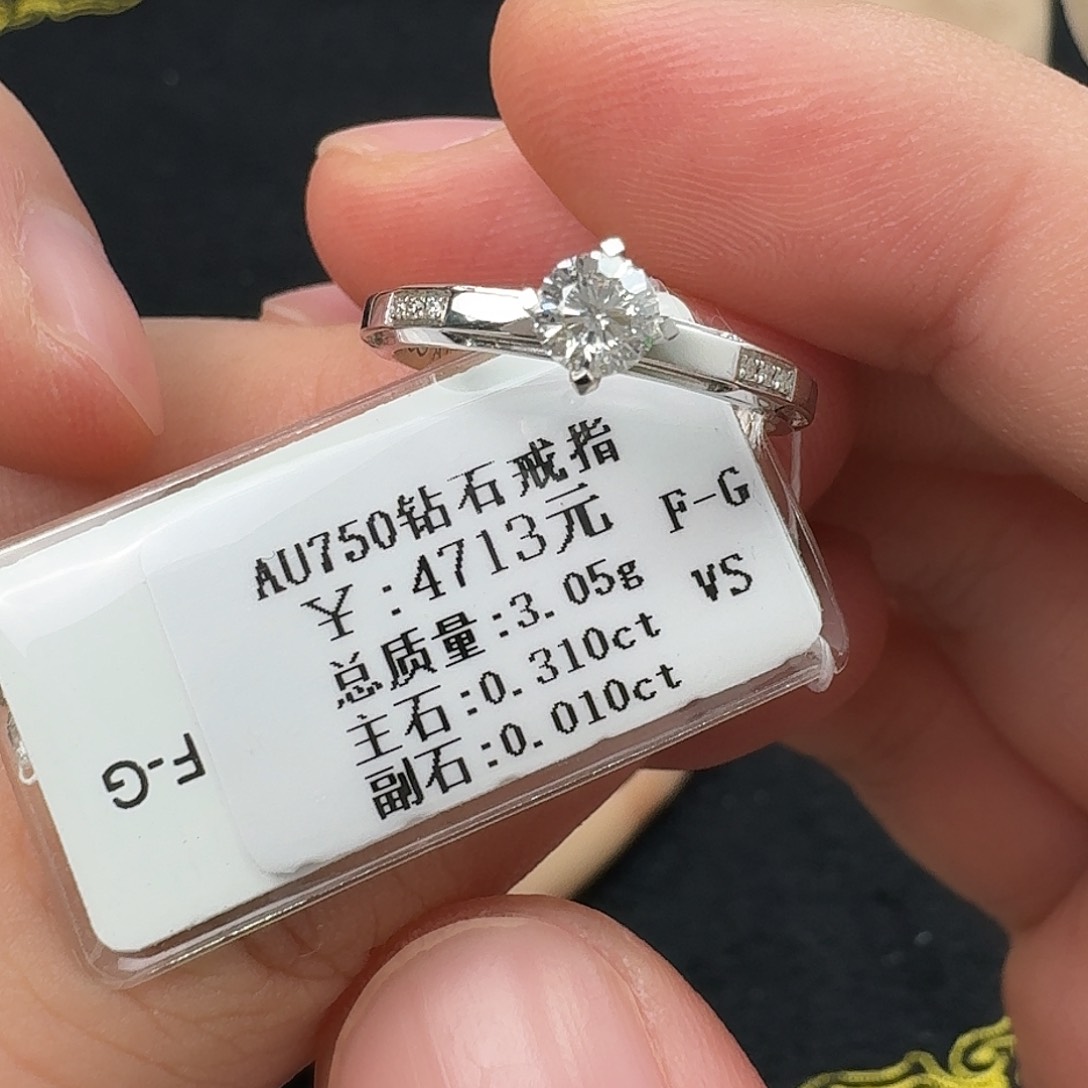 AU750钻石戒指
¥:4713元 F-G
总质量:3.05g VS
主石:0.310ct
副石:0.010ct
F-G